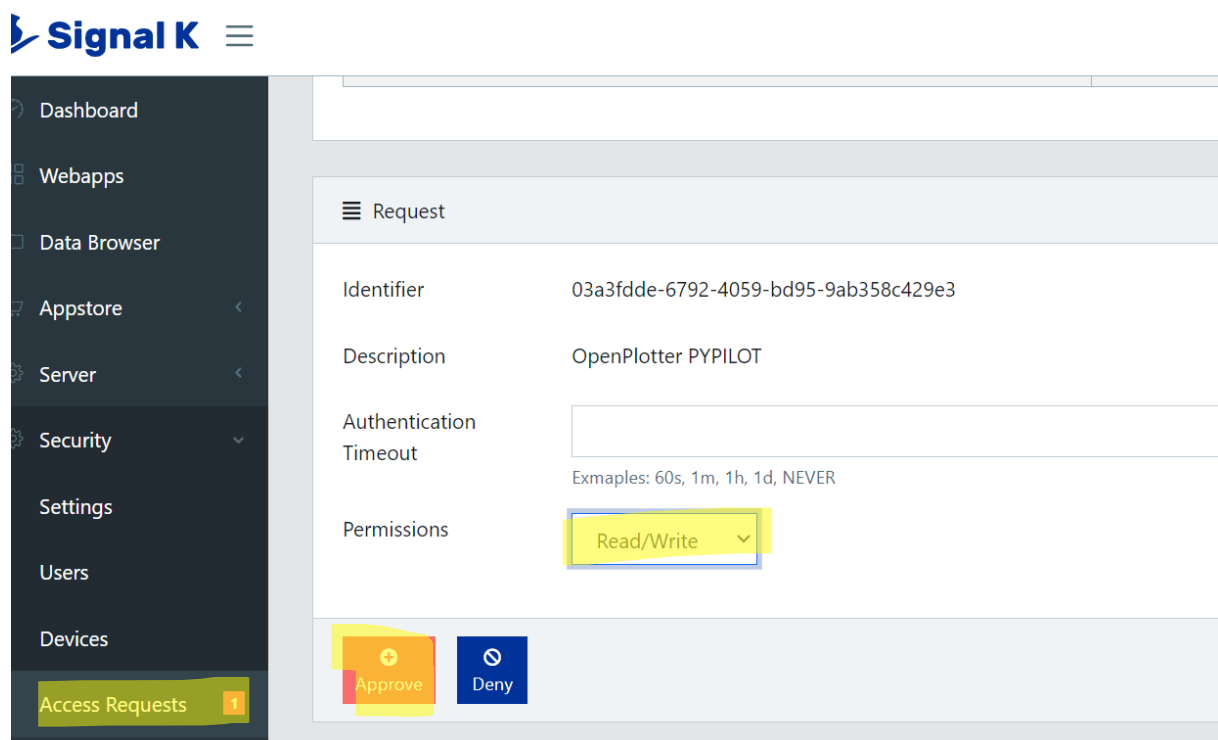 Signal K
Dashboard
Webapps
Data Browser
Appstore
Server
Security
Settings
Users
Devices
Access Requests 1
Request
Identifier 03a3fdde-6792-4059-bd95-9ab358c429e3
Description OpenPlotter PYPILOT
Authentication
Timeout
Exmaples: 60s, 1m, 1h, 1d, NEVER
Permissions Read/Write
Approve Deny